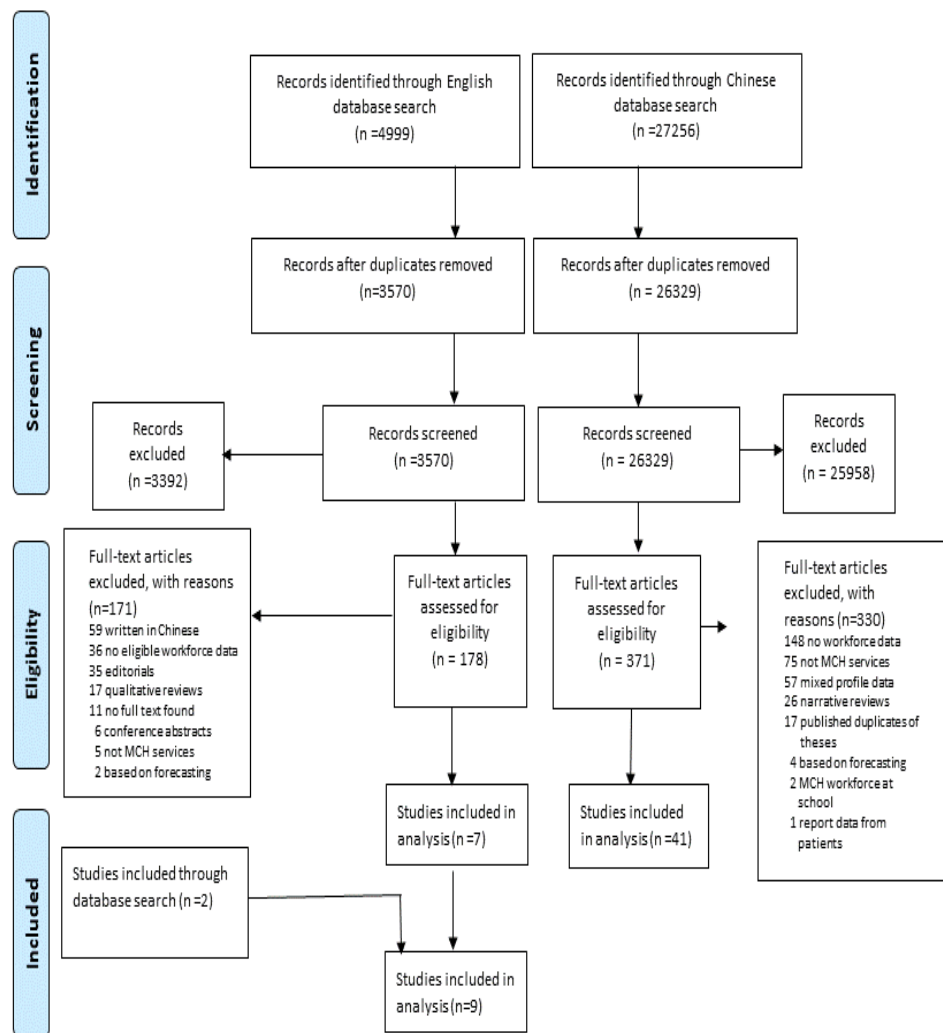 Identification
Records identified through English
database search
(n =4999)
Records identified through Chinese
database search
(n =27256)
Records after duplicates removed
(n=3570)
Records after duplicates removed
(n = 26329)
Screening
Records
excluded
(n =3392)
Records screened
(n =3570)
Records screened
(n = 26329)
Records
excluded
(n = 25958)
Eligibility
Full-text articles
excluded, with reasons
(n=171)
59 written in Chinese
36 no eligible workforce data
35 editorials
17 qualitative reviews
11 no full text found
6 conference abstracts
5 not MCH services
2 based on forecasting
Full-text articles
assessed for
eligibility
(n = 178)
Full-text articles
assessed for
eligibility
(n = 371)
Full-text articles
excluded, with
reasons (n=330)
148 no workforce data
75 not MCH services
57 mixed profile data
26 narrative reviews
17 published duplicates of
theses
4 based on forecasting
2 MCH workforce at
school
1 report data from
patients
Included
Studies included in
analysis (n =7)
Studies included
in analysis (n =41)
Studies included through
database search (n =2)
Studies included in
analysis (n=9)